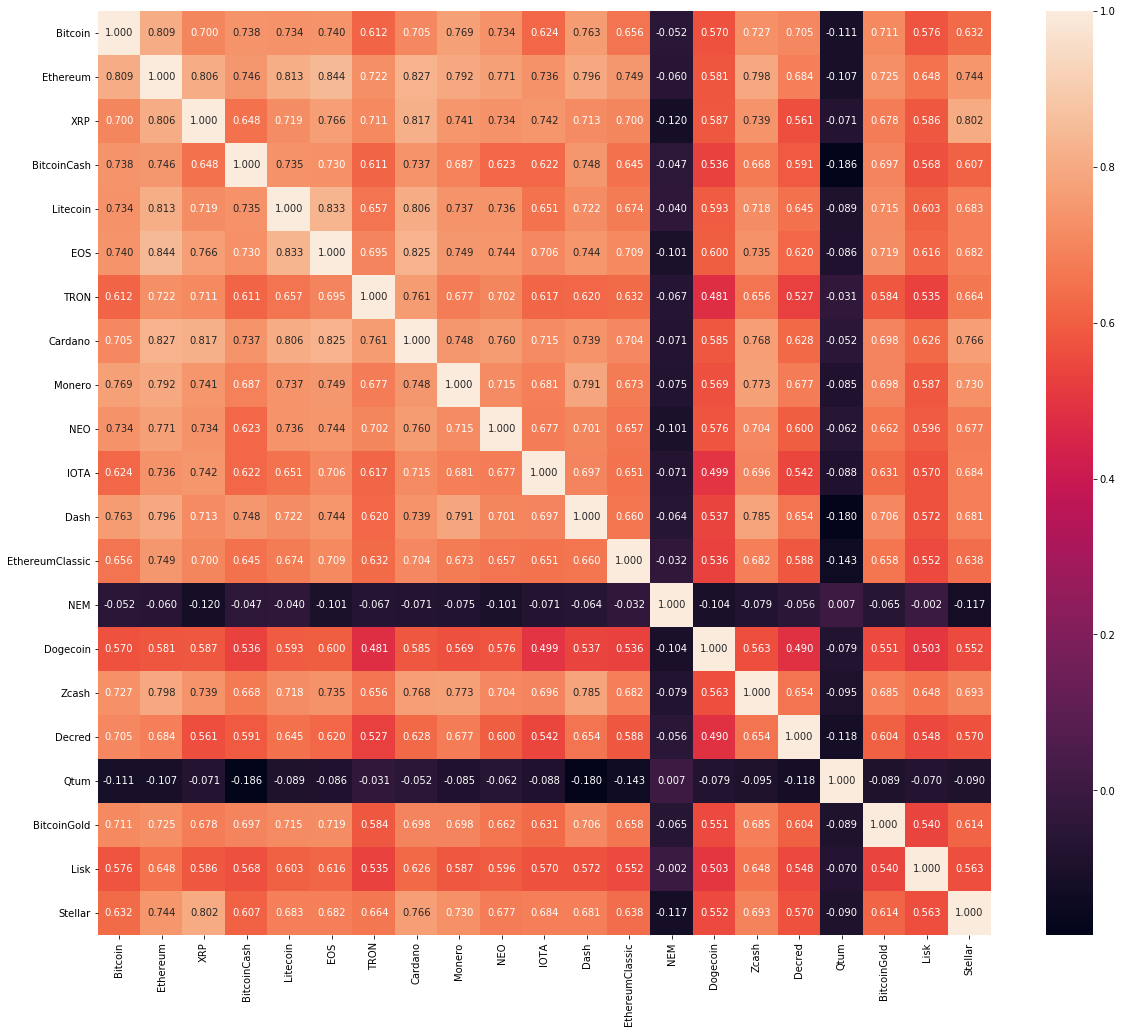 Bitcoin 1.000 0.809 0.700 0.738 0.734 0.740 0.612 0.705 0.769 0.734 0.624 0.763 0.656 -0.052 0.570 0.727 0.705 -0.111 0.711 0.576 0.632
Ethereum 0.809 1.000 0.806 0.746 0.813 0.844 0.722 0.827 0.792 0.771 0.736 0.796 0.749 -0.060 0.581 0.798 0.684 -0.107 0.725 0.648 0.744
XRP 0.700 0.806 1.000 0.648 0.719 0.766 0.711 0.817 0.741 0.734 0.742 0.713 0.700 -0.120 0.587 0.739 0.561 -0.071 0.678 0.586 0.802
BitcoinCash 0.738 0.746 0.648 1.000 0.735 0.730 0.611 0.737 0.687 0.623 0.622 0.748 0.645 -0.047 0.536 0.668 0.591 -0.186 0.697 0.568 0.607
Litecoin 0.734 0.813 0.719 0.735 1.000 0.833 0.657 0.806 0.737 0.736 0.651 0.722 0.674 -0.040 0.593 0.718 0.645 -0.089 0.715 0.603 0.683
EOS 0.740 0.844 0.766 0.730 0.833 1.000 0.695 0.825 0.749 0.744 0.706 0.744 0.709 -0.101 0.600 0.735 0.620 -0.086 0.719 0.616 0.682
TRON 0.612 0.722 0.711 0.611 0.657 0.695 1.000 0.761 0.677 0.702 0.617 0.620 0.632 -0.067 0.481 0.656 0.527 -0.031 0.584 0.535 0.664
Cardano 0.705 0.827 0.817 0.737 0.806 0.825 0.761 1.000 0.748 0.760 0.715 0.739 0.704 -0.071 0.585 0.768 0.628 -0.052 0.698 0.626 0.766
Monero 0.769 0.792 0.741 0.687 0.737 0.749 0.677 0.748 1.000 0.715 0.681 0.791 0.673 -0.075 0.569 0.773 0.677 -0.085 0.698 0.587 0.730
NEO 0.734 0.771 0.734 0.623 0.736 0.744 0.702 0.760 0.715 1.000 0.677 0.701 0.657 -0.101 0.576 0.704 0.600 -0.062 0.662 0.596 0.677
IOTA 0.624 0.736 0.742 0.622 0.651 0.706 0.617 0.715 0.681 0.677 1.000 0.697 0.651 -0.071 0.499 0.696 0.542 -0.088 0.631 0.570 0.684
Dash 0.763 0.796 0.713 0.748 0.722 0.744 0.620 0.739 0.791 0.701 0.697 1.000 0.660 -0.064 0.537 0.785 0.654 -0.180 0.706 0.572 0.681
EthereumClassic 0.656 0.749 0.700 0.645 0.674 0.709 0.632 0.704 0.673 0.657 0.651 0.660 1.000 -0.032 0.536 0.682 0.588 -0.143 0.658 0.552 0.638
NEM -0.052 -0.060 -0.120 -0.047 -0.040 -0.101 -0.067 -0.071 -0.075 -0.101 -0.071 -0.064 -0.032 1.000 -0.104 -0.079 -0.056 0.007 -0.065 -0.002 -0.117
Dogecoin 0.570 0.581 0.587 0.536 0.593 0.600 0.481 0.585 0.569 0.576 0.499 0.537 0.536 -0.104 1.000 0.563 0.490 -0.079 0.551 0.503 0.552
Zcash 0.727 0.798 0.739 0.668 0.718 0.735 0.656 0.768 0.773 0.704 0.696 0.785 0.682 -0.079 0.563 1.000 0.654 -0.095 0.685 0.648 0.693
Decred 0.705 0.684 0.561 0.591 0.645 0.620 0.527 0.628 0.677 0.600 0.542 0.654 0.588 -0.056 0.490 0.654 1.000 -0.118 0.604 0.548 0.570
Qtum -0.111 -0.107 -0.071 -0.186 -0.089 -0.086 -0.031 -0.052 -0.085 -0.062 -0.088 -0.180 -0.143 0.007 -0.079 -0.095 -0.118 1.000 -0.089 -0.070 -0.090
BitcoinGold 0.711 0.725 0.678 0.697 0.715 0.719 0.584 0.698 0.698 0.662 0.631 0.706 0.658 -0.065 0.551 0.685 0.604 -0.089 1.000 0.540 0.614
Lisk 0.576 0.648 0.586 0.568 0.603 0.616 0.535 0.626 0.587 0.596 0.570 0.572 0.552 -0.002 0.503 0.648 0.548 -0.070 0.540 1.000 0.563
Stellar 0.632 0.744 0.802 0.607 0.683 0.682 0.664 0.766 0.730 0.677 0.684 0.681 0.638 -0.117 0.552 0.693 0.570 -0.090 0.614 0.563 1.000
Bitcoin Ethereum XRP BitcoinCash Litecoin EOS TRON Cardano Monero NEO IOTA Dash EthereumClassic NEM Dogecoin Zcash Decred Qtum BitcoinGold Lisk Stellar
1.0
0.8
0.6
0.4
0.2
0.0